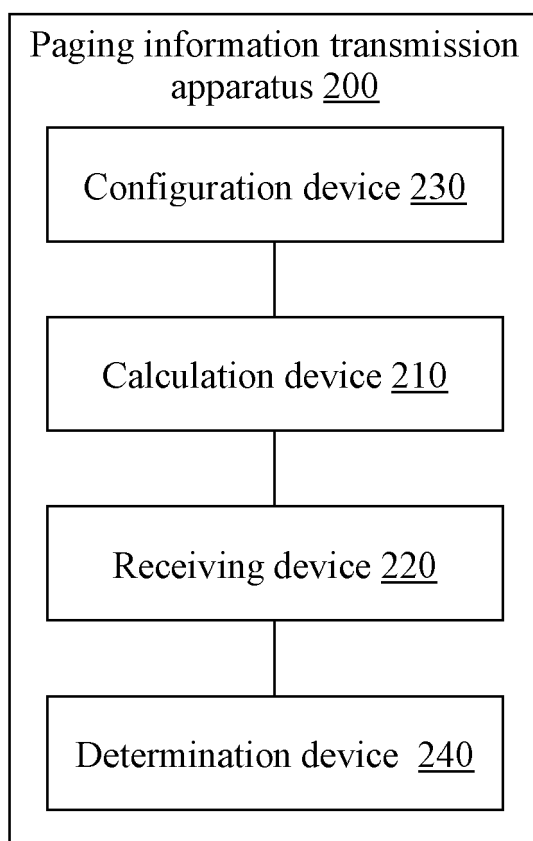 Paging information transmission
apparatus 200
Configuration device 230
Calculation device 210
Receiving device 220
Determination device 240